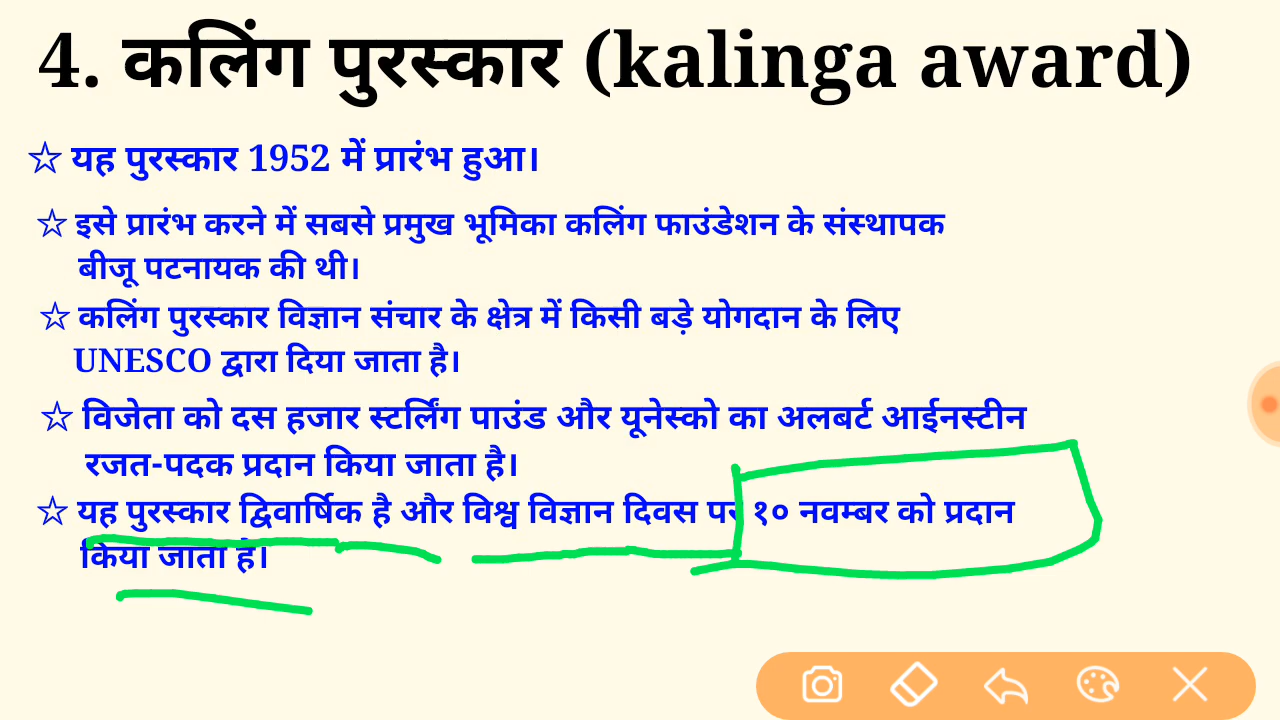 4. कलिंग पुरस्कार (kalinga award)
☆ यह पुरस्कार 1952 में प्रारंभ हुआ।
☆ इसे प्रारंभ करने में सबसे प्रमुख भूमिका कलिंग फाउंडेशन के संस्थापक
बीजू पटनायक की थी।
☆ कलिंग पुरस्कार विज्ञान संचार के क्षेत्र में किसी बड़े योगदान के लिए
UNESCO द्वारा दिया जाता है।
☆ विजेता को दस हजार स्टर्लिंग पाउंड और यूनेस्को का अलबर्ट आईनस्टीन
रजत-पदक प्रदान किया जाता है।
☆ यह पुरस्कार द्विवार्षिक है और विश्व विज्ञान दिवस पर १० नवम्बर को प्रदान
किया जाता है।